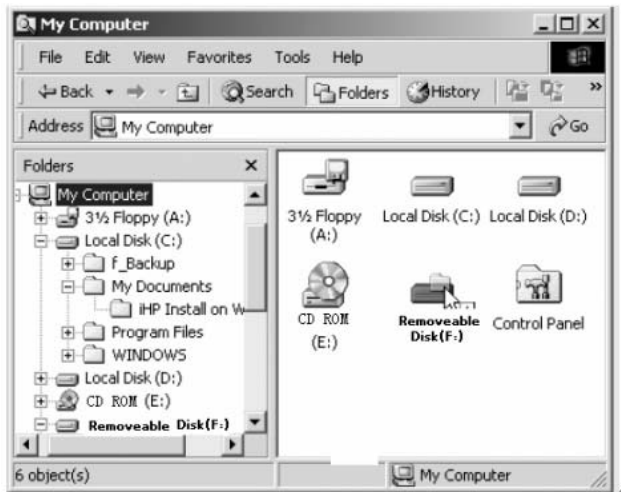 My Computer
File Edit View Favorites Tools Help
Back Search Folders History »
Address My Computer Go
Folders
My Computer
3½ Floppy (A:)
Local Disk (C:)
f_Backup
My Documents
iHP Install on W
Program Files
WINDOWS
Local Disk (D:)
CD ROM (E:)
Removeable Disk(F:)
3½ Floppy
(A:)
Local Disk (C:)
Local Disk (D:)
CD ROM
(E:)
Removeable
Disk(F:)
Control Panel
6 object(s)
My Computer